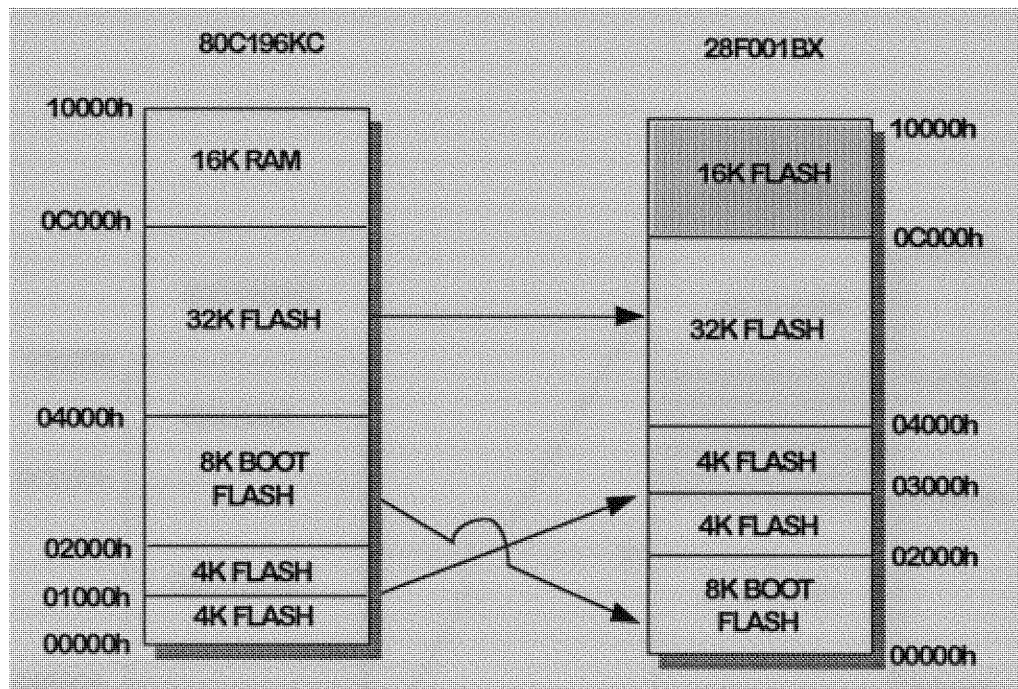 80C196KC
28F001BX
10000h
16K RAM
0C000h
32K FLASH
04000h
8K BOOT
FLASH
02000h
4K FLASH
01000h
4K FLASH
00000h
10000h
16K FLASH
0C000h
32K FLASH
04000h
4K FLASH
03000h
4K FLASH
02000h
8K BOOT
FLASH
00000h